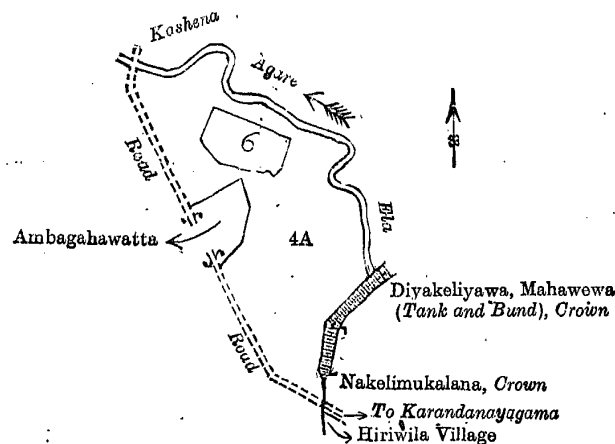 Kashena
Agare
Road
6
Ambagahawatta
4A
Ela
Diyakeliyawa, Mahawewa
(Tank and Bund), Crown
Road
Nakelimukalana, Crown
To Karandanayagama
Hiriwila Village